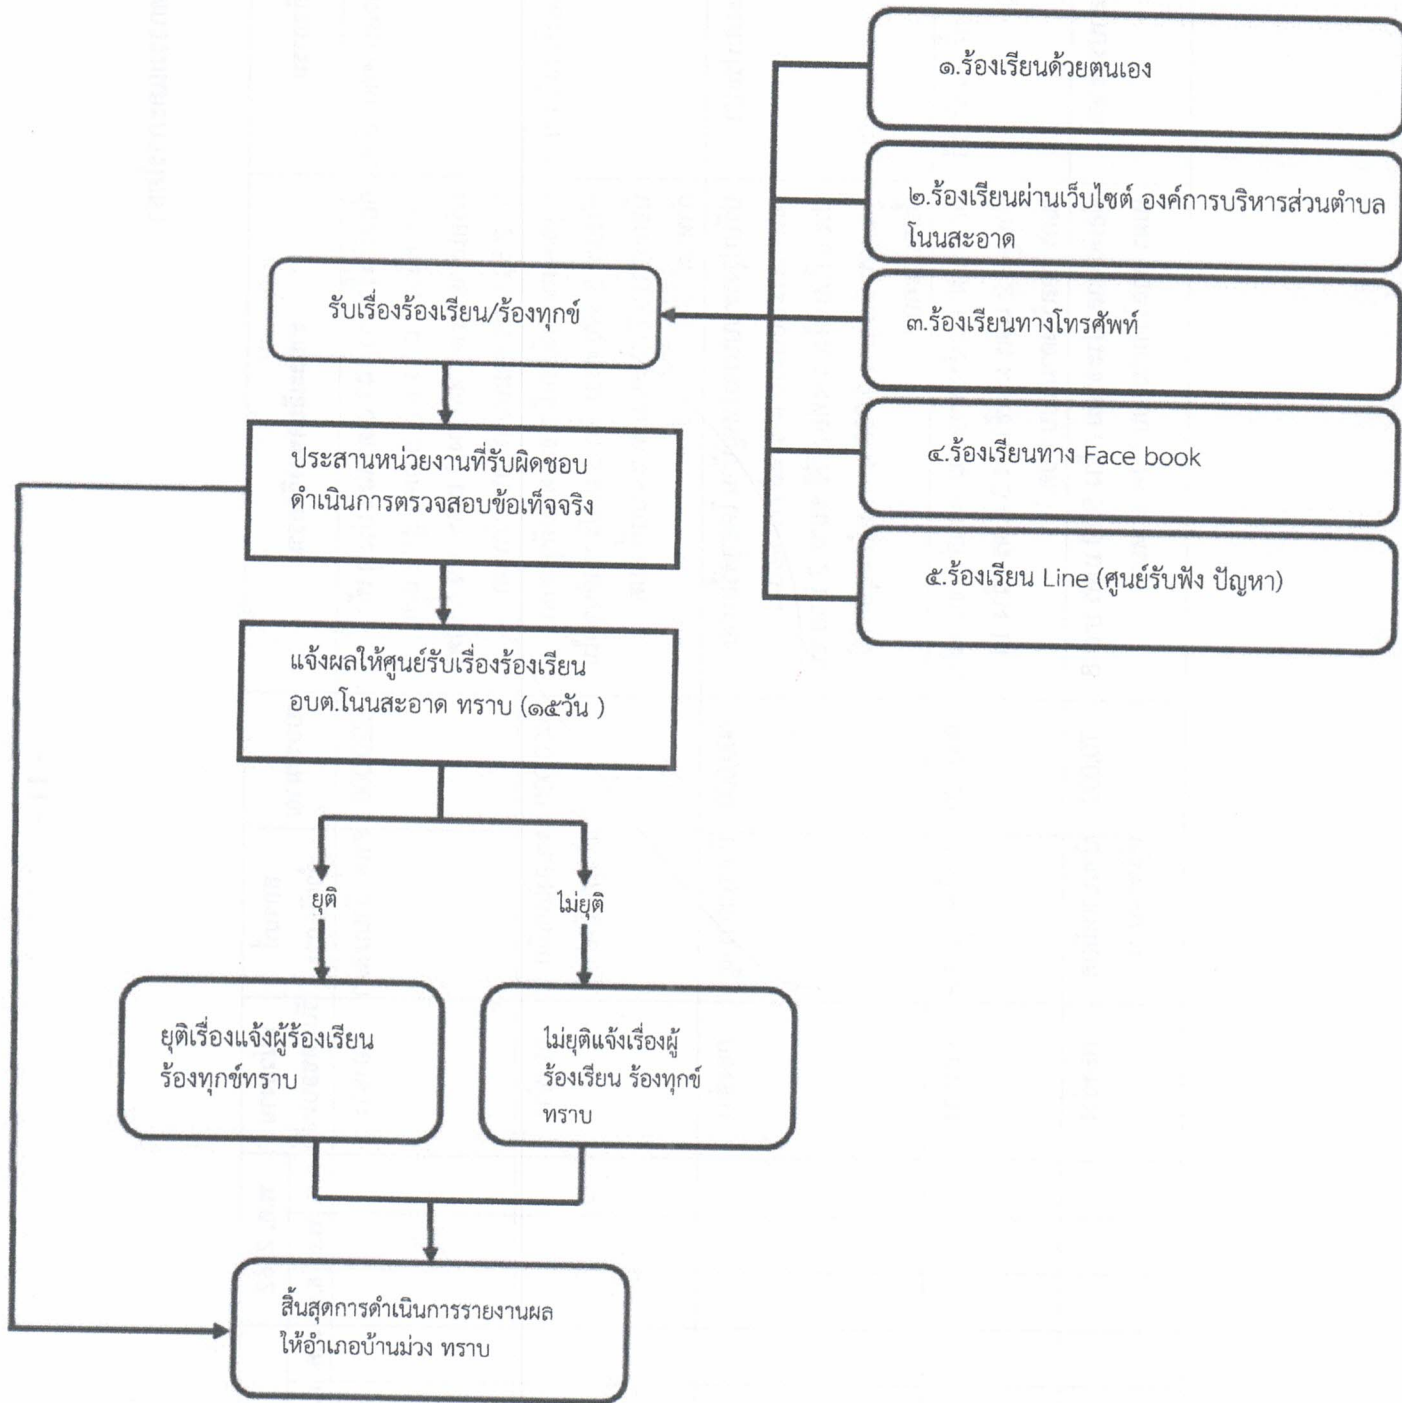 ๑.ร้องเรียนด้วยตนเอง
๒.ร้องเรียนผ่านเว็บไซต์ องค์การบริหารส่วนตำบล
โนนสะอาด
๓.ร้องเรียนทางโทรศัพท์
๔.ร้องเรียนทาง Face book
๕.ร้องเรียน Line (ศูนย์รับฟัง ปัญหา)
รับเรื่องร้องเรียน/ร้องทุกข์
ประสานหน่วยงานที่รับผิดชอบ
ดำเนินการตรวจสอบข้อเท็จจริง
แจ้งผลให้ศูนย์รับเรื่องร้องเรียน
อบต.โนนสะอาด ทราบ (๑๕วัน )
ยุติ
ไม่ยุติ
ยุติเรื่องแจ้งผู้ร้องเรียน
ร้องทุกข์ทราบ
ไม่ยุติแจ้งเรื่องผู้
ร้องเรียน ร้องทุกข์
ทราบ
สิ้นสุดการดำเนินการรายงานผล
ให้อำเภอบ้านม่วง ทราบ